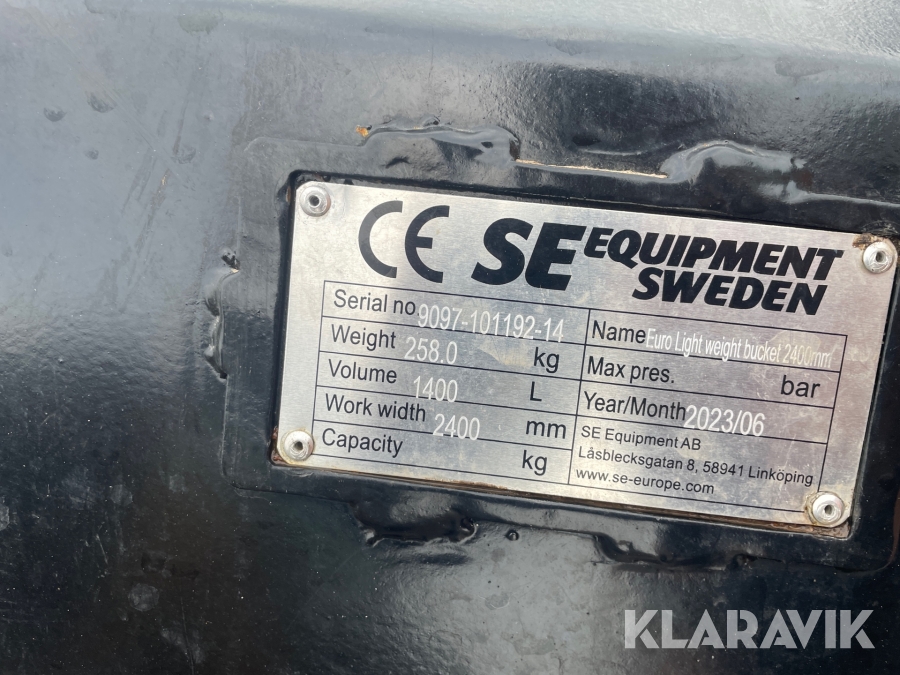 CE SE EQUIPMENT
SWEDEN
Serial no 9097-101192-14
Weight 258.0 kg
Volume 1400 L
Work width 2400 mm
Capacity kg
Name Euro Light weight bucket 2400mm
Max pres. bar
Year/Month 2023/06
SE Equipment AB
Låsblecksgatan 8, 58941 Linköping
www.se-europe.com
KLARAVIK